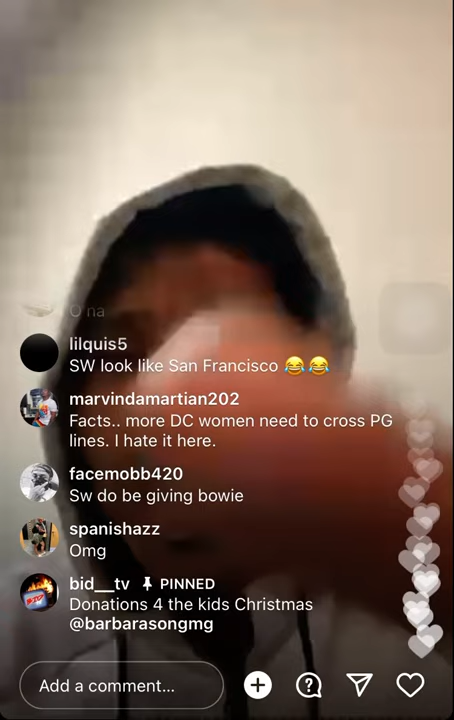 O na
lilquis5
SW look like San Francisco 😂😂
marvindamartian202
Facts.. more DC women need to cross PG
lines. I hate it here.
facemobb420
Sw do be giving bowie
spanishazz
Omg
bid__tv PINNED
Donations 4 the kids Christmas
@barbarasongmg
Add a comment...